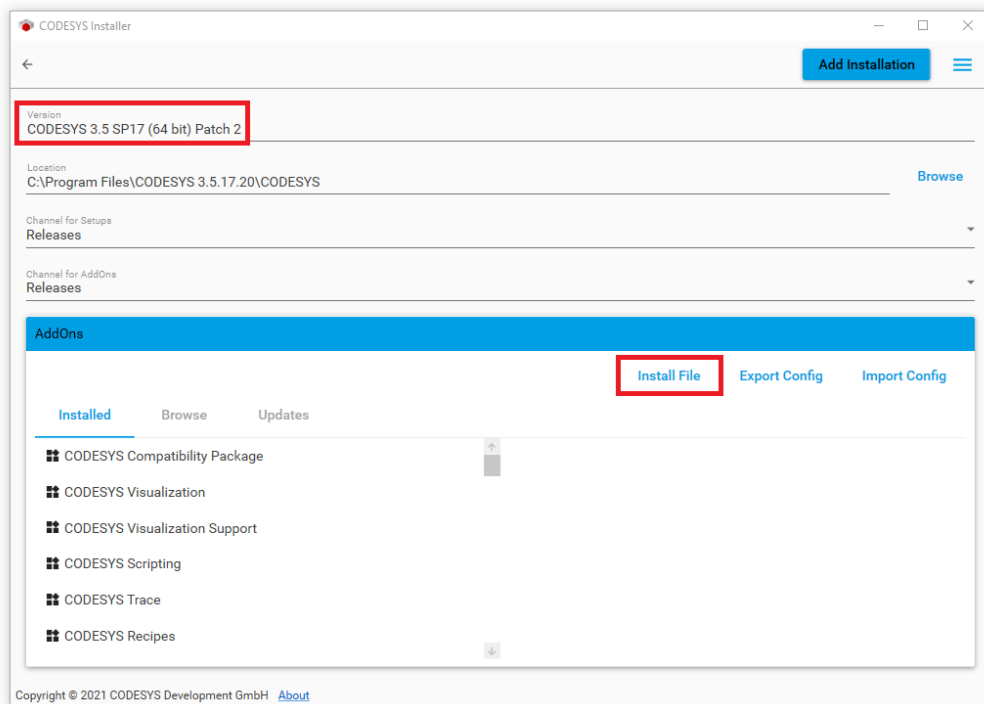 CODESYS Installer
Add Installation
Version
CODESYS 3.5 SP17 (64 bit) Patch 2
Location
C:\Program Files\CODESYS 3.5.17.20\CODESYS
Browse
Channel for Setups
Releases
Channel for AddOns
Releases
AddOns
Install File Export Config Import Config
Installed Browse Updates
CODESYS Compatibility Package
CODESYS Visualization
CODESYS Visualization Support
CODESYS Scripting
CODESYS Trace
CODESYS Recipes
Copyright © 2021 CODESYS Development GmbH About